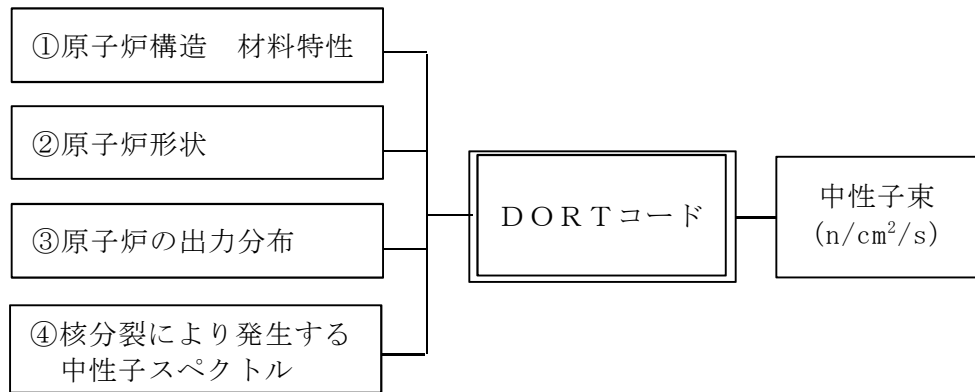 ①原子炉構造　材料特性
②原子炉形状
③原子炉の出力分布
④核分裂により発生する
中性子スペクトル
ＤＯＲＴコード
中性子束
(n/cm²/s)